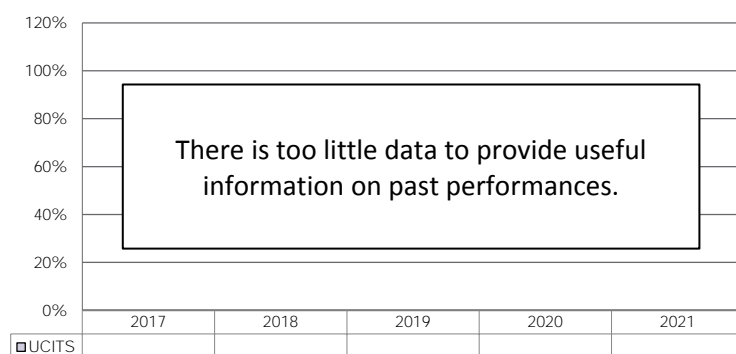 120%
100%
80%
There is too little data to provide useful
60%
information on past performances.
40%
20%
0%
2017 2018 2019 2020 2021
UCITS